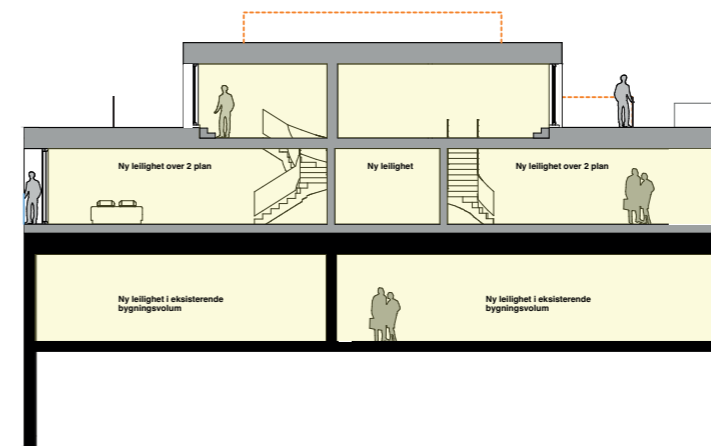 Ny leilighet over 2 plan
Ny leilighet
Ny leilighet over 2 plan
Ny leilighet i eksisterende
bygningsvolum
Ny leilighet i eksisterende
bygningsvolum